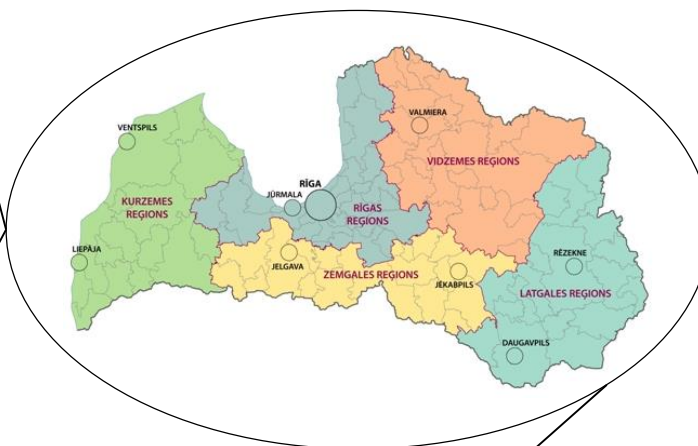 VENTSPILS
VALMIERA
VIDZEMES REĢIONS
RĪGA
JŪRMALA
KURZEMES
REĢIONS
RĪGAS
REĢIONS
LIEPĀJA
JELGAVA
ZEMGALES REĢIONS
JĒKABPILS
RĒZEKNE
LATGALES REĢIONS
DAUGAVPILS